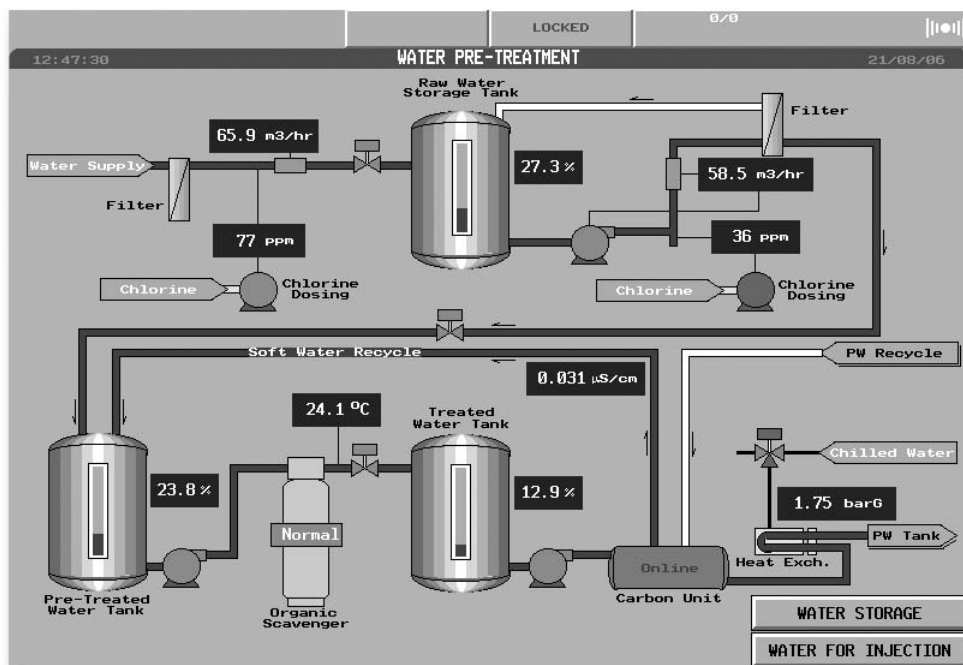 LOCKED
0/0
12:47:30
WATER PRE-TREATMENT
21/08/06
Raw Water
Storage Tank
65.9 m3/hr
Filter
Water Supply
27.3 %
58.5 m3/hr
Filter
77 ppm
36 ppm
Chlorine
Chlorine
Dosing
Chlorine
Chlorine
Dosing
Soft Water Recycle
PW Recycle
0.031 µS/cm
24.1 ºC
Treated
Water Tank
Chilled Water
23.8 %
12.9 %
1.75 barG
Normal
PW Tank
Heat Exch.
Online
Pre-Treated
Water Tank
Organic
Scavenger
Carbon Unit
WATER STORAGE
WATER FOR INJECTION